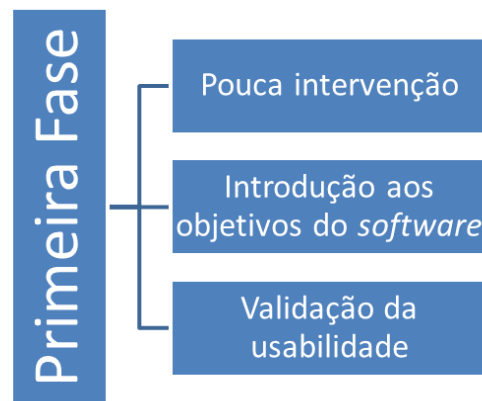 Primeira Fase
Pouca intervenção
Introdução aos
objetivos do software
Validação da
usabilidade